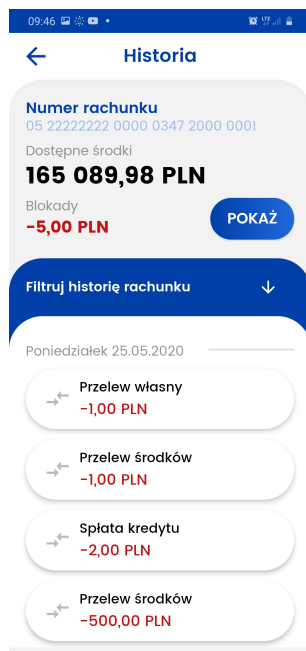 09:46
Historia
Numer rachunku
05 22222222 0000 0347 2000 0001
Dostępne środki
165 089,98 PLN
Blokady
-5,00 PLN
POKAŻ
Filtruj historię rachunku
Poniedziałek 25.05.2020
Przelew własny
-1,00 PLN
Przelew środków
-1,00 PLN
Spłata kredytu
-2,00 PLN
Przelew środków
-500,00 PLN